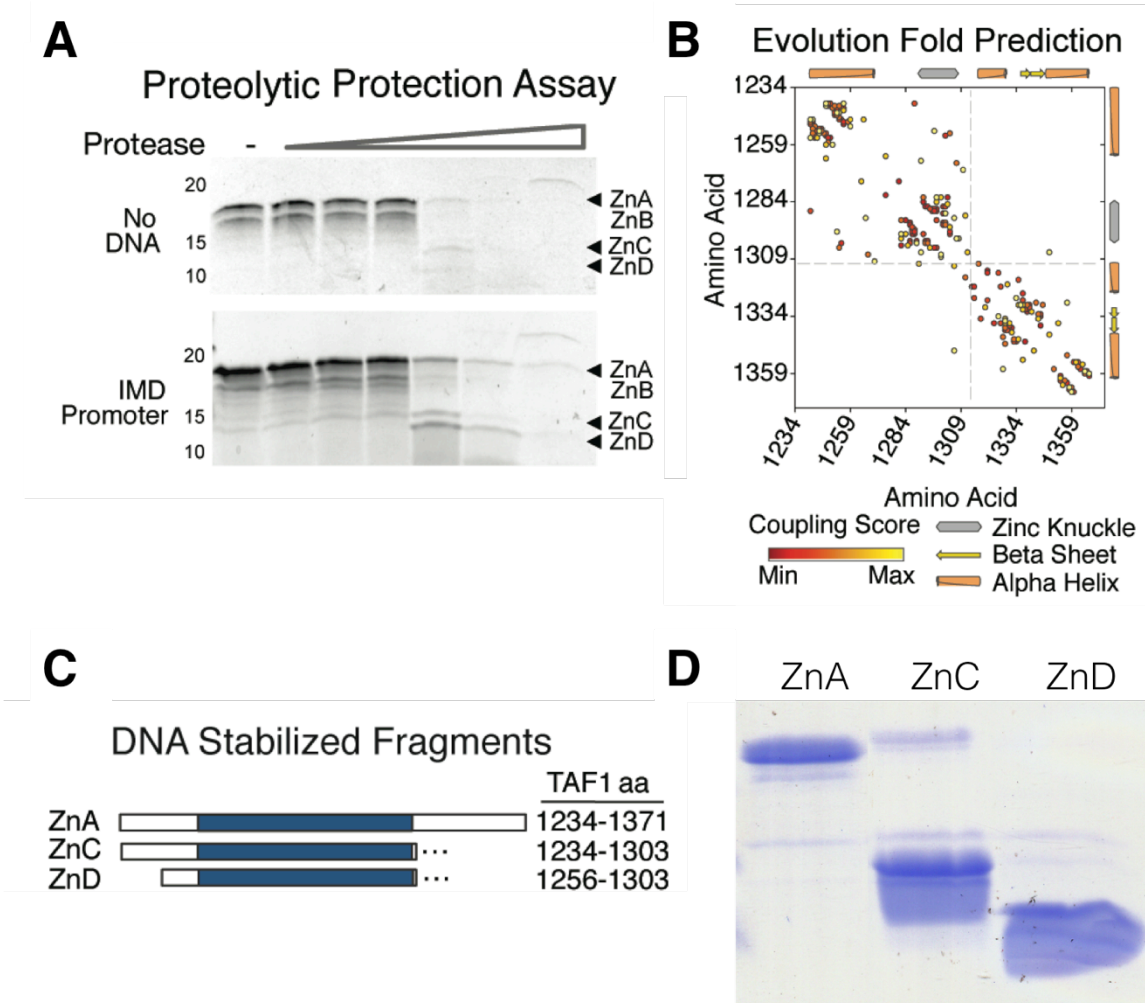 A
Proteolytic Protection Assay
Protease -
20
15
10
No
DNA
ZnA
ZnB
ZnC
ZnD
20
15
10
IMD
Promoter
ZnA
ZnB
ZnC
ZnD
B
Evolution Fold Prediction
1234
1259
1284
1309
1334
1359
Amino Acid
1234
1259
1284
1309
1334
1359
Amino Acid
Coupling Score
Min Max
Zinc Knuckle
Beta Sheet
Alpha Helix
C
DNA Stabilized Fragments
TAF1 aa
ZnA 1234-1371
ZnC ... 1234-1303
ZnD ... 1256-1303
D
ZnA ZnC ZnD